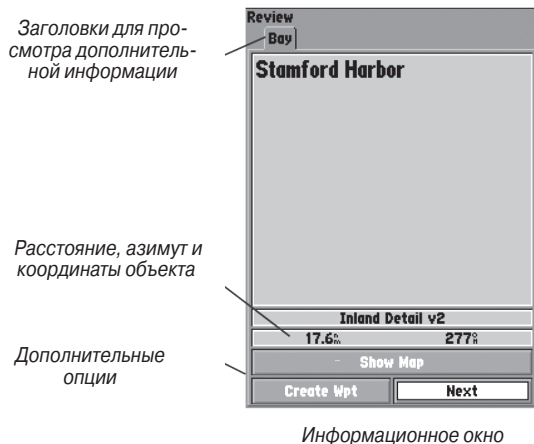 Заголовки для про-
смотра дополнитель-
ной информации
Review
Bay
Stamford Harbor
Расстояние, азимут и
координаты объекта
Inland Detail v2
17.6
277°
Дополнительные
опции
Show Map
Create Wpt
Next
Информационное окно